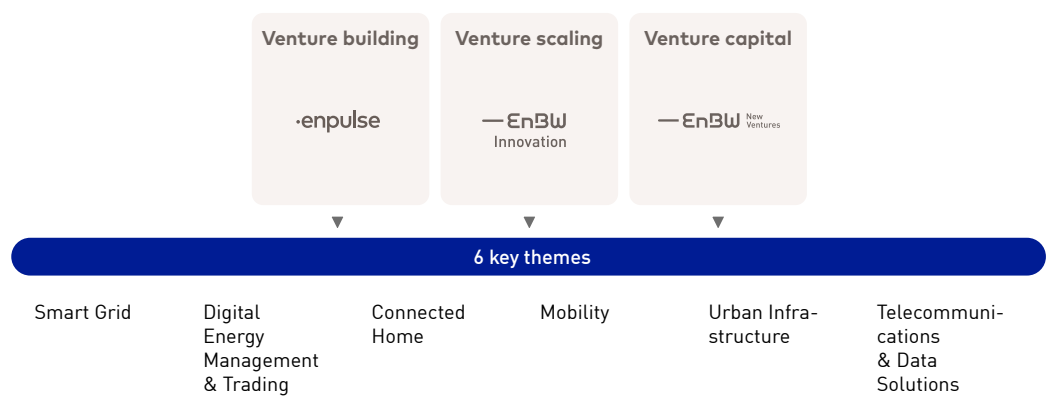 Venture building
Venture scaling
Venture capital
enpulse
EnBW
Innovation
EnBW New
Ventures
6 key themes
Smart Grid
Digital
Energy
Management
& Trading
Connected
Home
Mobility
Urban Infra-
structure
Telecommuni-
cations
& Data
Solutions